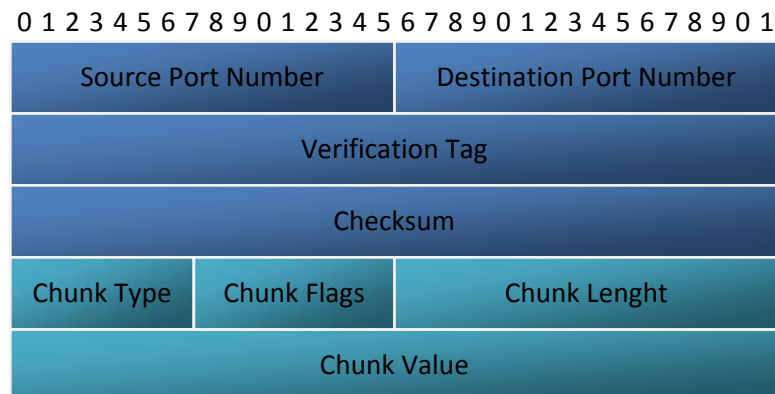 0 1 2 3 4 5 6 7 8 9 0 1 2 3 4 5 6 7 8 9 0 1 2 3 4 5 6 7 8 9 0 1
Source Port Number Destination Port Number
Verification Tag
Checksum
Chunk Type Chunk Flags Chunk Lenght
Chunk Value